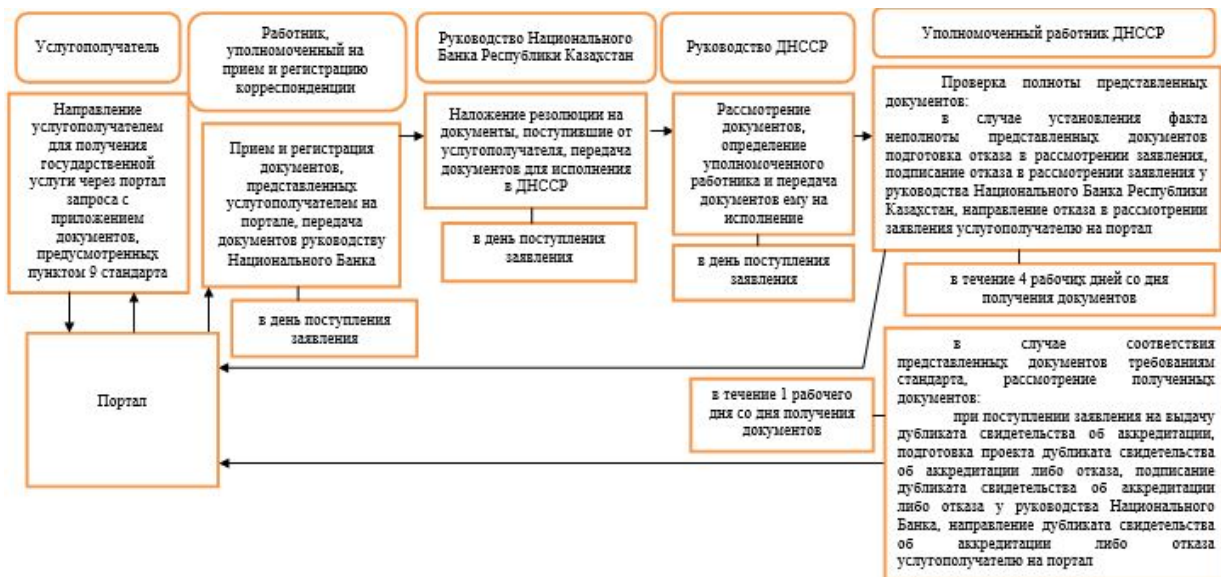 Услугополучатель
Работник,
уполномоченный на
прием и регистрацию
корреспонденции
Руководство Национального
Банка Республики Казахстан
Руководство ДНССР
Уполномоченный работник ДНССР
Направление
услугополучателем
для получения
государственной
услуги через портал
запроса с
приложением
документов,
предусмотренных
пунктом 9 стандарта
Прием и регистрация
документов,
представленных
услугополучателем на
портале, передача
документов руководству
Национального Банка
в день поступления
заявления
Наложение резолюции на
документы, поступившие от
услугополучателя, передача
документов для исполнения
в ДНССР
в день поступления
заявления
Рассмотрение
документов,
определение
уполномоченного
работника и передача
документов ему на
исполнение
в день поступления
заявления
Проверка полноты представленных
документов:
в случае установления факта
неполноты представленных документов
подготовка отказа в рассмотрении заявления,
подписание отказа в рассмотрении заявления у
руководства Национального Банка Республики
Казахстан, направление отказа в рассмотрении
заявления услугополучателю на портал
в течение 4 рабочих дней со дня
получения документов
Портал
в течение 1 рабочего
дня со дня получения
документов
в случае соответствия
представленных документов требованиям
стандарта, рассмотрение полученных
документов:
при поступлении заявления на выдачу
дубликата свидетельства об аккредитации,
подготовка проекта дубликата свидетельства
об аккредитации либо отказа, подписание
дубликата свидетельства об аккредитации
либо отказа у руководства Национального
Банка, направление дубликата свидетельства
об аккредитации либо отказа
услугополучателю на портал